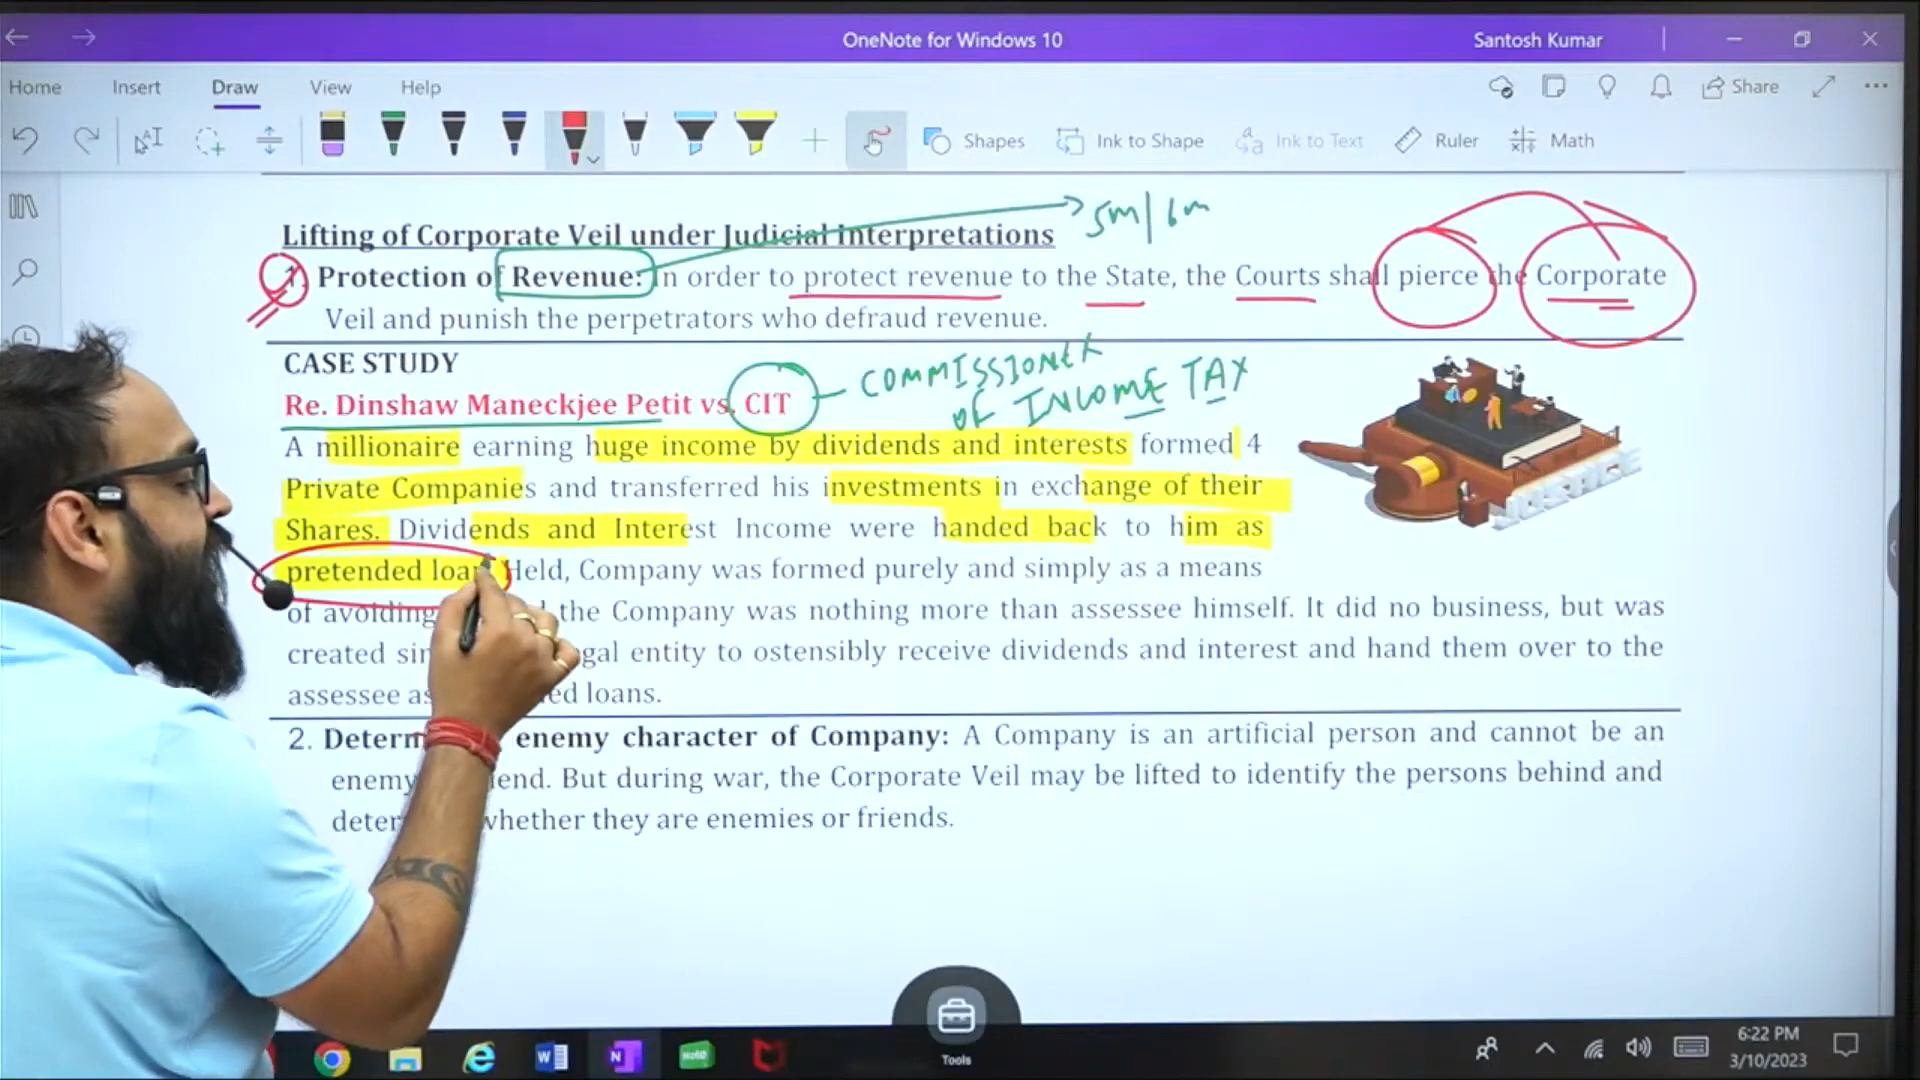 OneNote for Windows 10
Santosh Kumar
Home Insert Draw View Help
Share
Shapes Ink to Shape Ink to Text Ruler Math
5m/6m
Lifting of Corporate Veil under Judicial Interpretations
1. Protection of Revenue: In order to protect revenue to the State, the Courts shall pierce the Corporate
Veil and punish the perpetrators who defraud revenue.
CASE STUDY
COMMISSIONER
OF INCOME TAX
Re. Dinshaw Maneckjee Petit vs. CIT
A millionaire earning huge income by dividends and interests formed 4
Private Companies and transferred his investments in exchange of their
Shares. Dividends and Interest Income were handed back to him as
pretended loan Held, Company was formed purely and simply as a means
of avoiding the Company was nothing more than assessee himself. It did no business, but was
created entity to ostensibly receive dividends and interest and hand them over to the
assessee loans.
JUSTICE
2. enemy character of Company: A Company is an artificial person and cannot be an
enemy But during war, the Corporate Veil may be lifted to identify the persons behind and
whether they are enemies or friends.
Tools
6:22 PM
3/10/2023